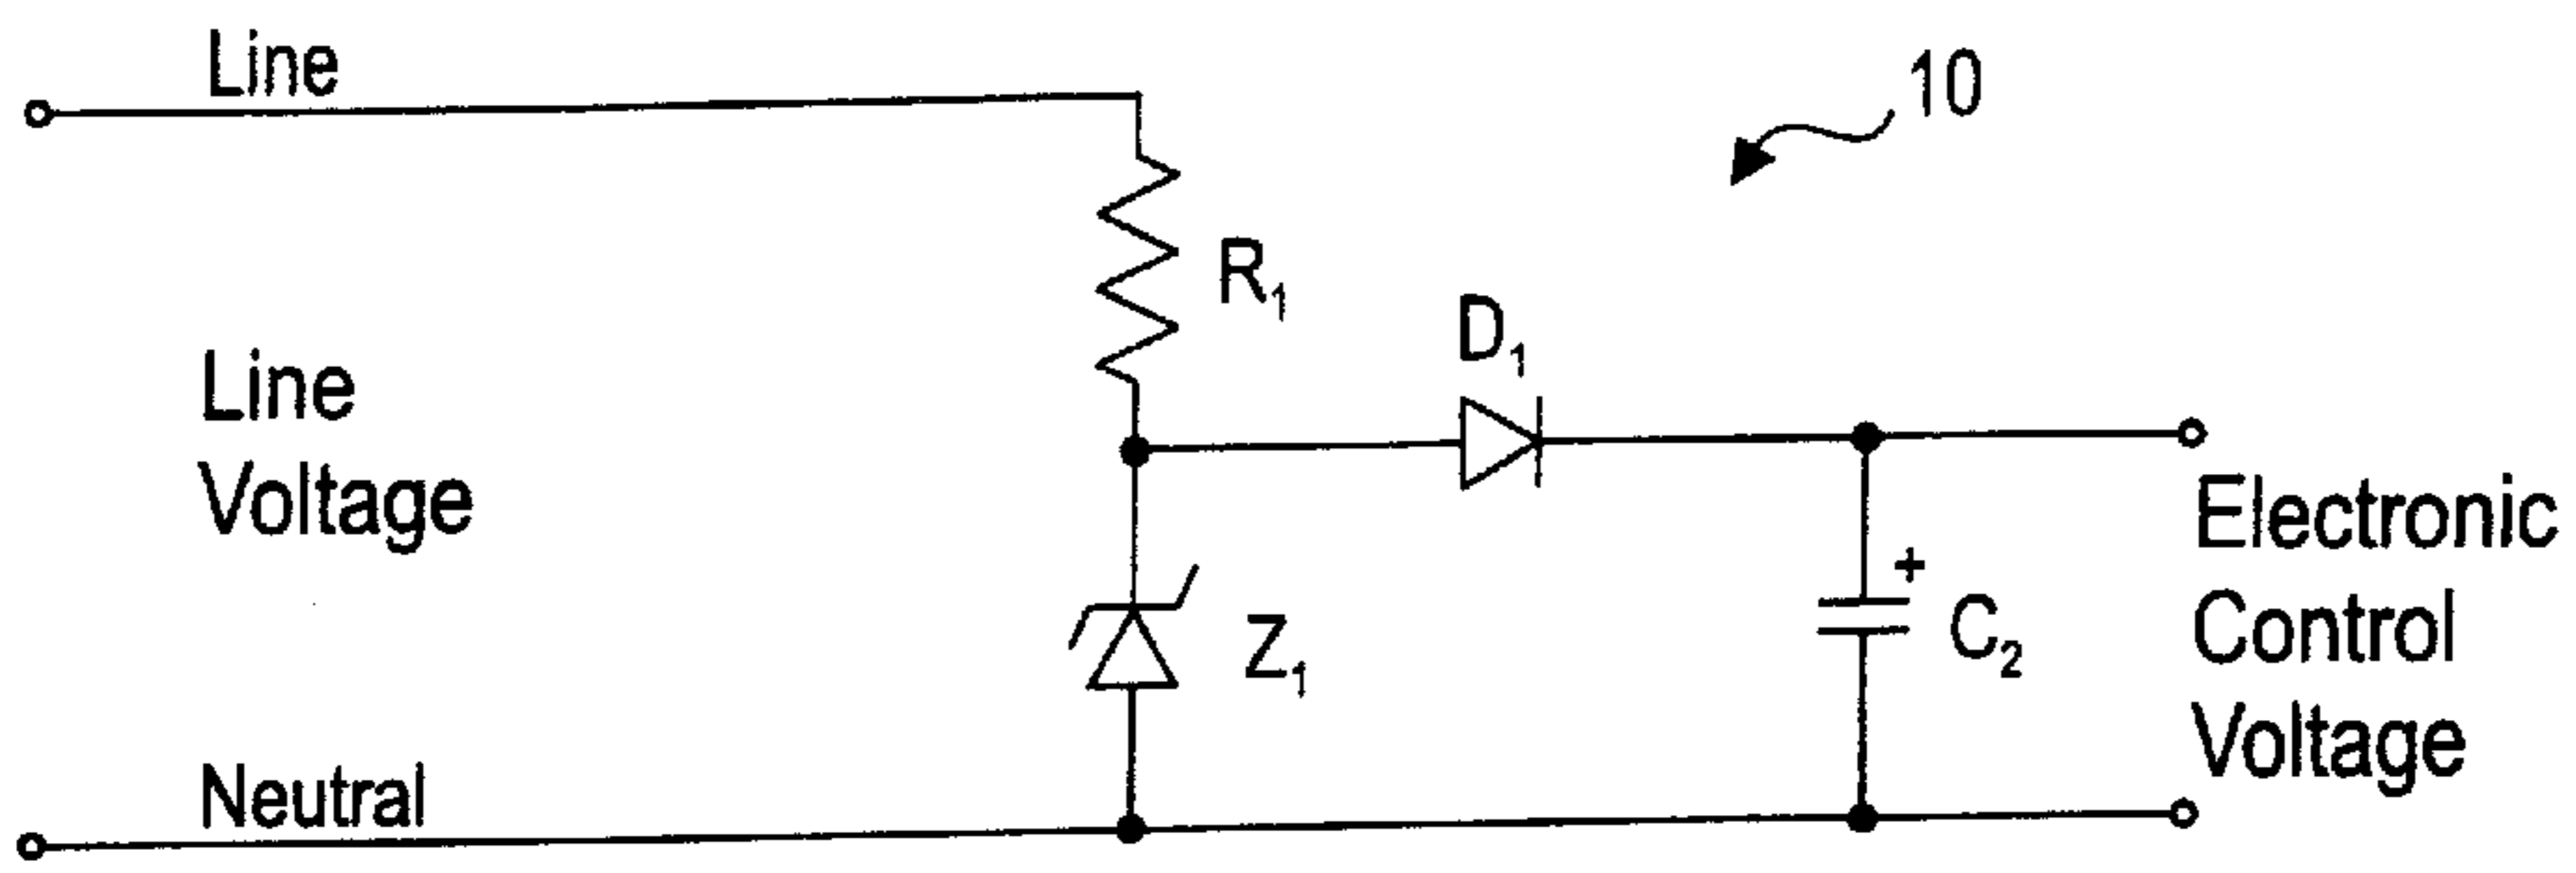 Line
10
R₁
D₁
Line
Voltage
Electronic
Control
Voltage
+
C₂
Z₁
Neutral